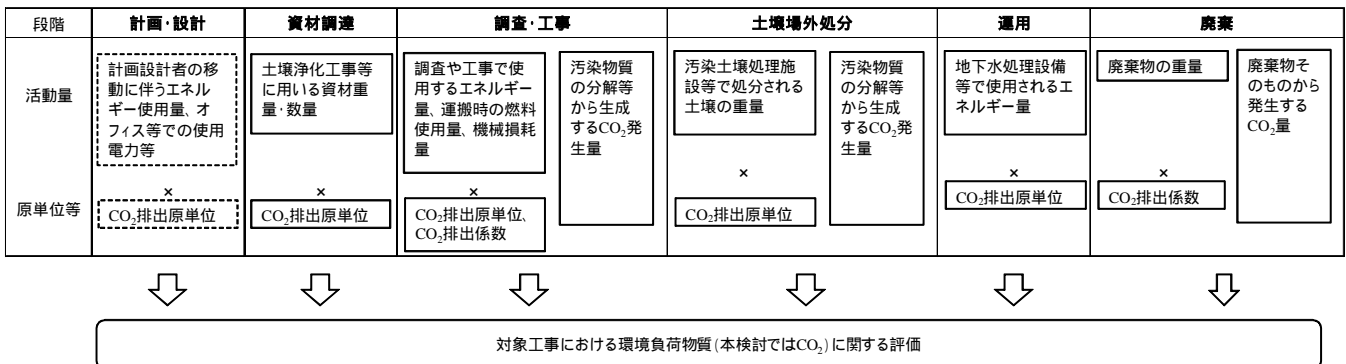 段階
計画・設計
資材調達
調査・工事
土壌場外処分
運用
廃棄
活動量
計画設計者の移
動に伴うエネル
ギー使用量、オ
フィス等での使用
電力等
土壌浄化工事等
に用いる資材重
量・数量
調査や工事で使
用するエネルギー
量、運搬時の燃料
使用量、機械損耗
量
汚染物質
の分解等
から生成
するCO₂発
生量
汚染土壌処理施
設等で処分される
土壌の重量
汚染物質
の分解等
から生成
するCO₂発
生量
地下水処理設備
等で使用されるエ
ネルギー量
廃棄物の重量
廃棄物そ
のものから
発生する
CO₂量
×
×
×
×
×
×
原単位等
CO₂排出原単位
CO₂排出原単位
CO₂排出原単位、
CO₂排出係数
CO₂排出原単位
CO₂排出原単位
CO₂排出係数
対象工事における環境負荷物質(本検討ではCO₂)に関する評価